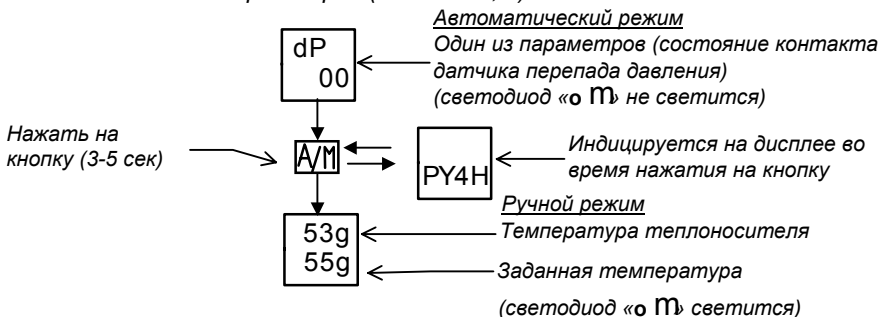 Автоматический режим
dP
00
Один из параметров (состояние контакта
датчика перепада давления)
(светодиод «о m» не светится)
Нажать на
кнопку (3-5 сек)
A/M
PY4H
Индицируется на дисплее во
время нажатия на кнопку
Ручной режим
53g
Температура теплоносителя
55g
Заданная температура
(светодиод «о m» светится)